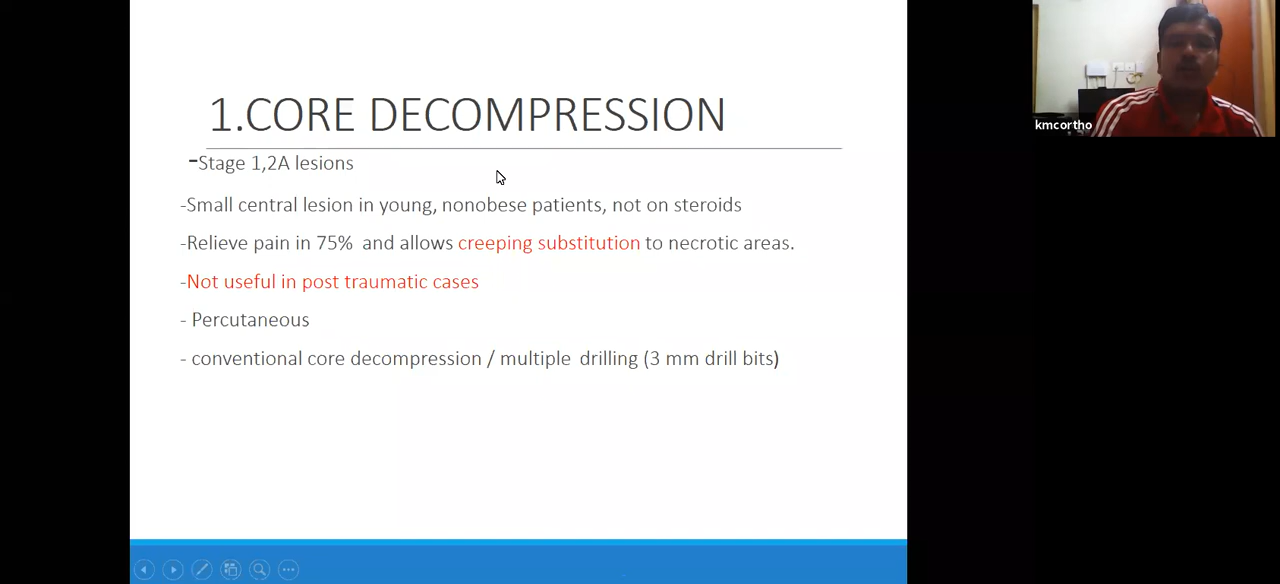 1.CORE DECOMPRESSION
-Stage 1,2A lesions
-Small central lesion in young, nonobese patients, not on steroids
-Relieve pain in 75% and allows creeping substitution to necrotic areas.
-Not useful in post traumatic cases
- Percutaneous
- conventional core decompression / multiple drilling (3 mm drill bits)
kmcortho